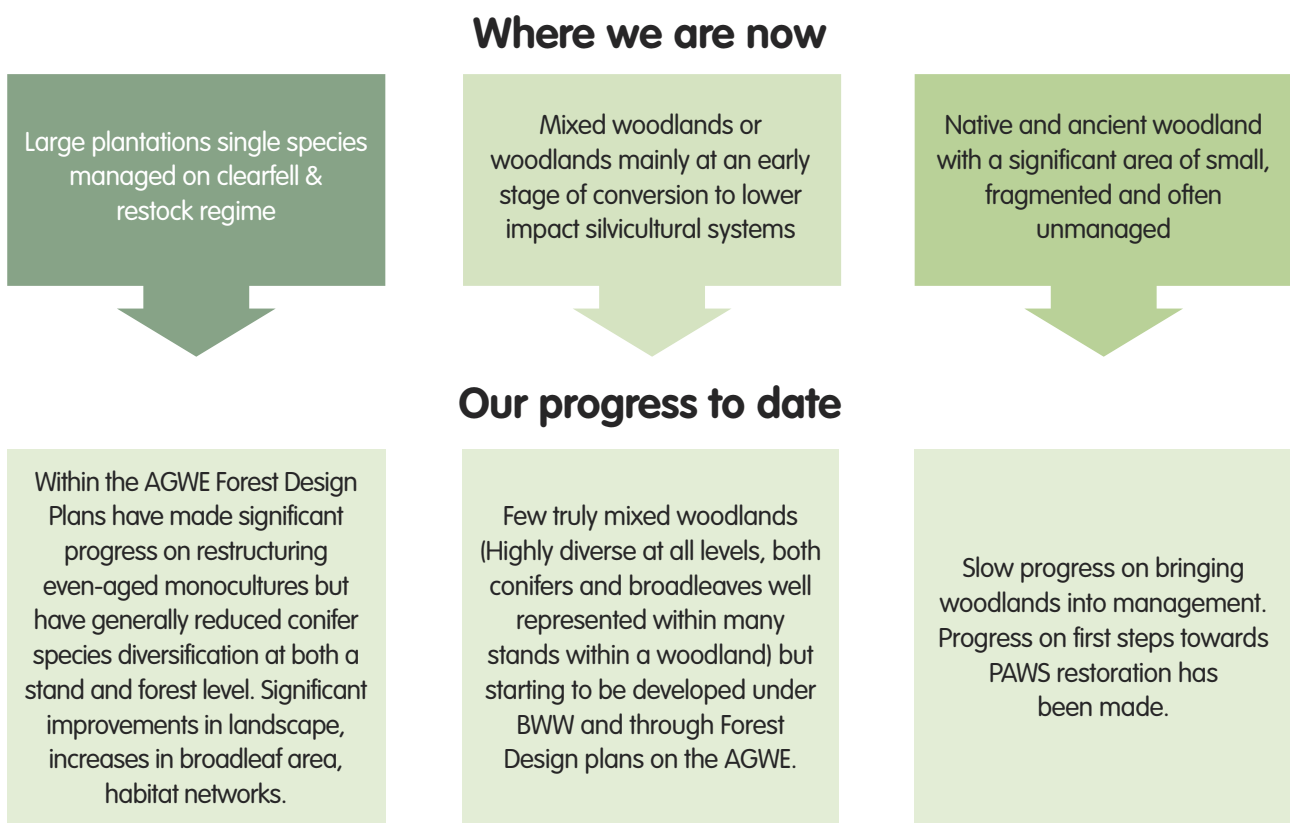 Where we are now
Large plantations single species
managed on clearfell &
restock regime
Mixed woodlands or
woodlands mainly at an early
stage of conversion to lower
impact silvicultural systems
Native and ancient woodland
with a significant area of small,
fragmented and often
unmanaged
Our progress to date
Within the AGWE Forest Design
Plans have made significant
progress on restructuring
even-aged monocultures but
have generally reduced conifer
species diversification at both a
stand and forest level. Significant
improvements in landscape,
increases in broadleaf area,
habitat networks.
Few truly mixed woodlands
(Highly diverse at all levels, both
conifers and broadleaves well
represented within many
stands within a woodland) but
starting to be developed under
BWW and through Forest
Design plans on the AGWE.
Slow progress on bringing
woodlands into management.
Progress on first steps towards
PAWS restoration has
been made.